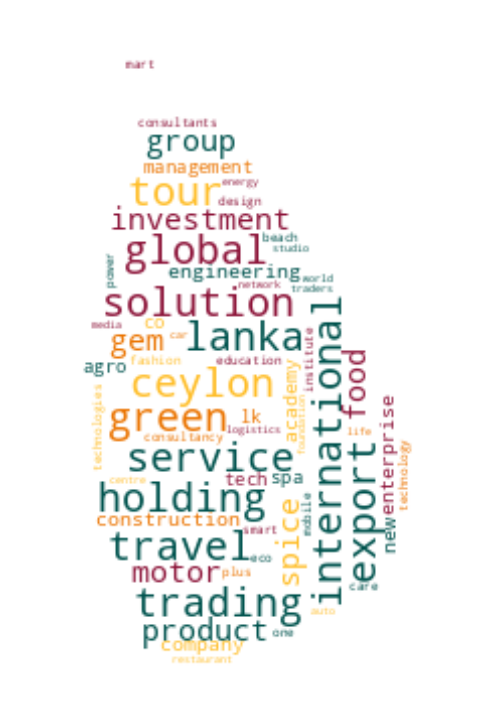 mart
consultants
group
management
tour energy
design
investment
global beach
studio
power engineering world
network traders
solution
media co
gem car lanka
institute
international
agro fashion education
food
ceylon academy
technologies
green lk
foundation
consultancy logistics
life
enterprise
technology
service
export
centre tech spa
holding
spice
mobile
new
construction smart
travel eco
motor plus
care
trading auto
product one
company
restaurant